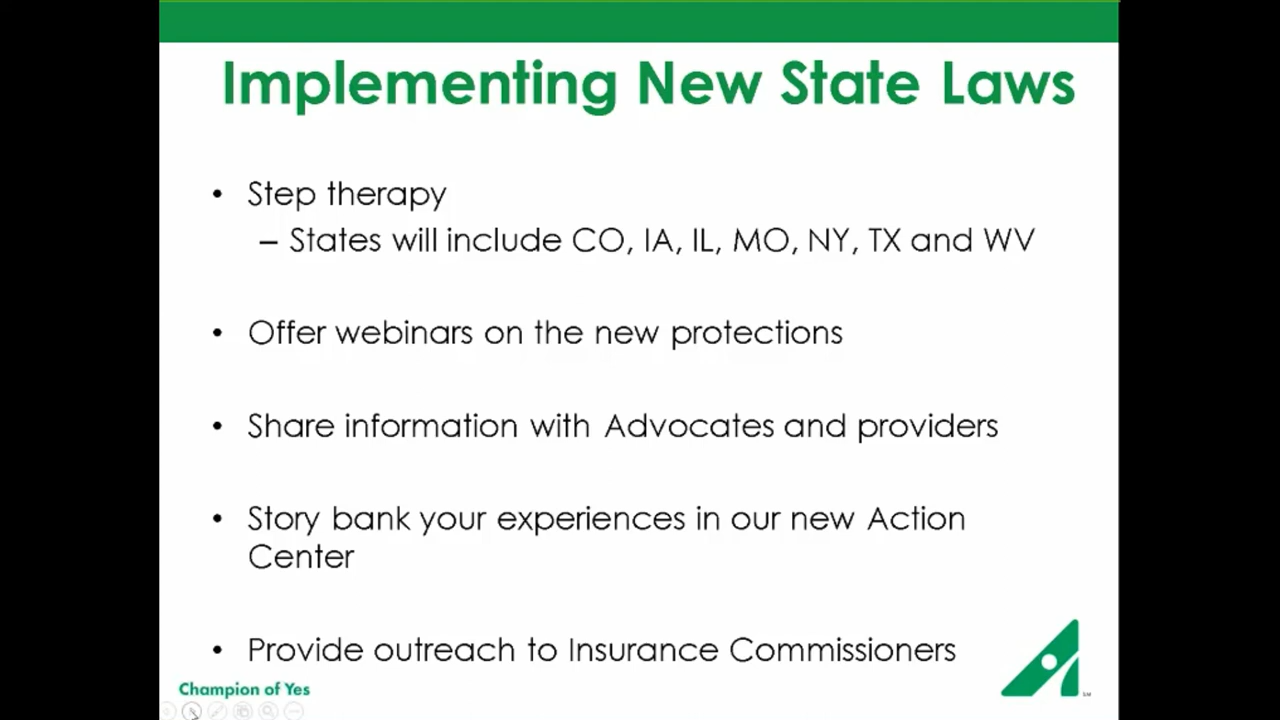 Implementing New State Laws
• Step therapy
– States will include CO, IA, IL, MO, NY, TX and WV
• Offer webinars on the new protections
• Share information with Advocates and providers
• Story bank your experiences in our new Action
Center
• Provide outreach to Insurance Commissioners
Champion of Yes
SM